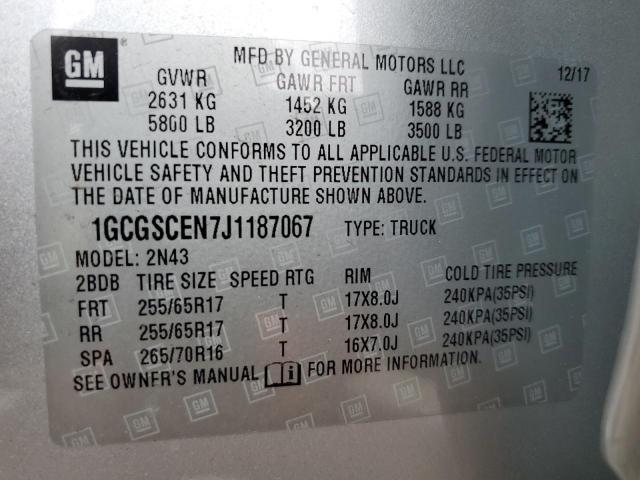 GM
MFD BY GENERAL MOTORS LLC
12/17
GVWR GAWR FRT GAWR RR
2631 KG 1452 KG 1588 KG
5800 LB 3200 LB 3500 LB
THIS VEHICLE CONFORMS TO ALL APPLICABLE U.S. FEDERAL MOTOR
VEHICLE SAFETY AND THEFT PREVENTION STANDARDS IN EFFECT ON
THE DATE OF MANUFACTURE SHOWN ABOVE.
1GCGSCEN7J1187067 TYPE: TRUCK
MODEL: 2N43
2BDB TIRE SIZE SPEED RTG RIM COLD TIRE PRESSURE
FRT 255/65R17 T 17X8.0J 240KPA(35PSI)
RR 255/65R17 T 17X8.0J 240KPA(35PSI)
SPA 265/70R16 T 16X7.0J 240KPA(35PSI)
SEE OWNER'S MANUAL FOR MORE INFORMATION.